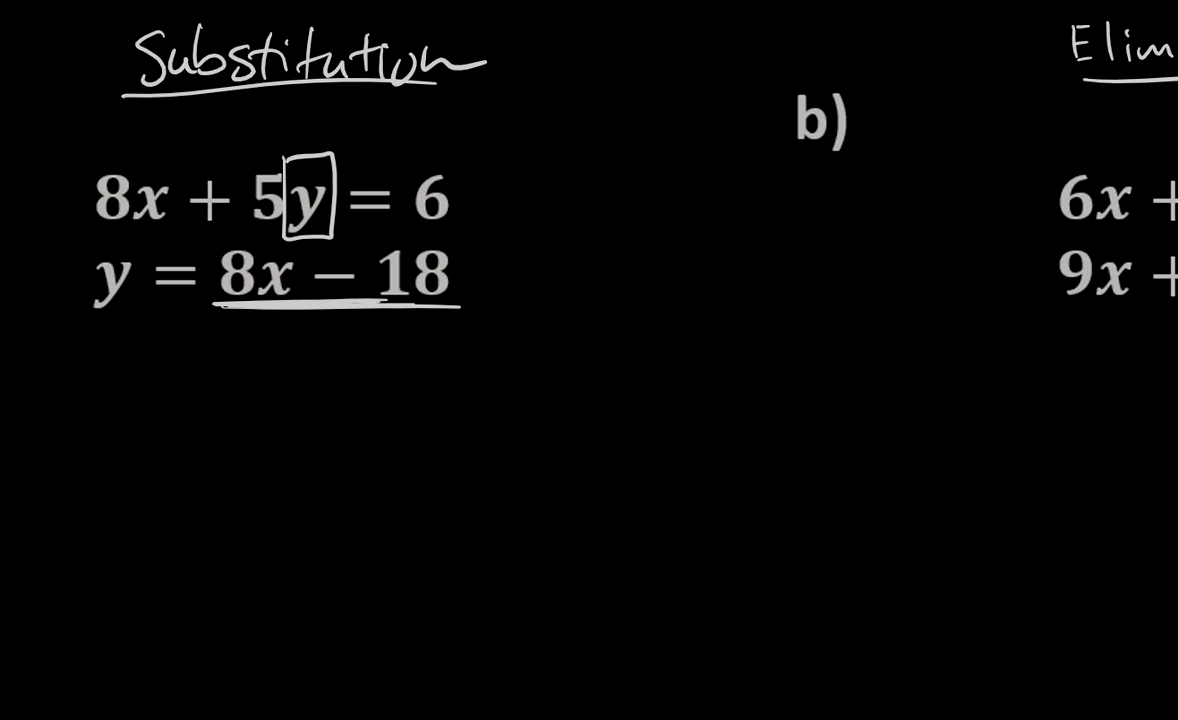 Substitution
8x + 5y = 6
y = 8x − 18
b)
Elim
6x +
9x +